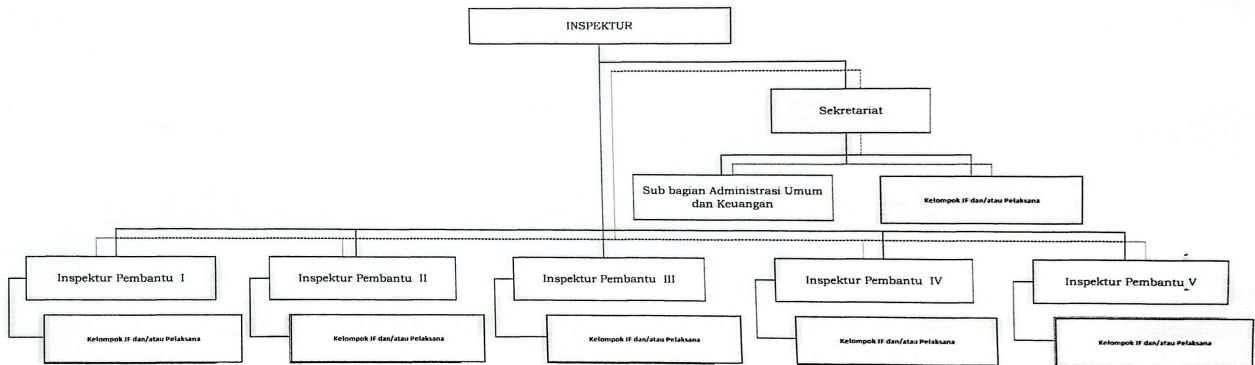 INSPEKTUR
Sekretariat
Sub bagian Administrasi Umum
dan Keuangan
Kelompok JF dan/atau Pelaksana
Inspektur Pembantu I
Inspektur Pembantu II
Inspektur Pembantu III
Inspektur Pembantu IV
Inspektur Pembantu V
Kelompok JF dan/atau Pelaksana
Kelompok JF dan/atau Pelaksana
Kelompok JF dan/atau Pelaksana
Kelompok JF dan/atau Pelaksana
Kelompok JF dan/atau Pelaksana